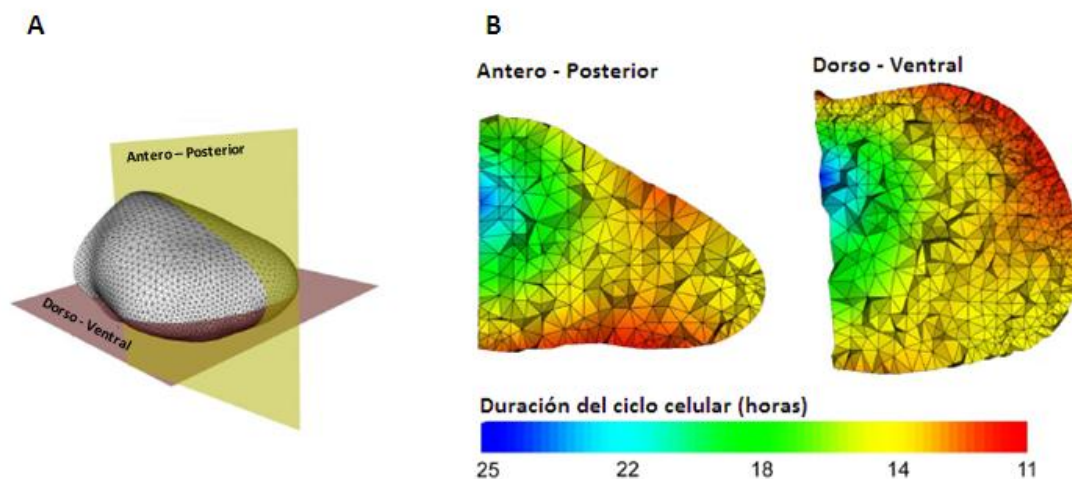 A
B
Antero – Posterior
Dorso - Ventral
Antero - Posterior
Dorso - Ventral
Duración del ciclo celular (horas)
25 22 18 14 11